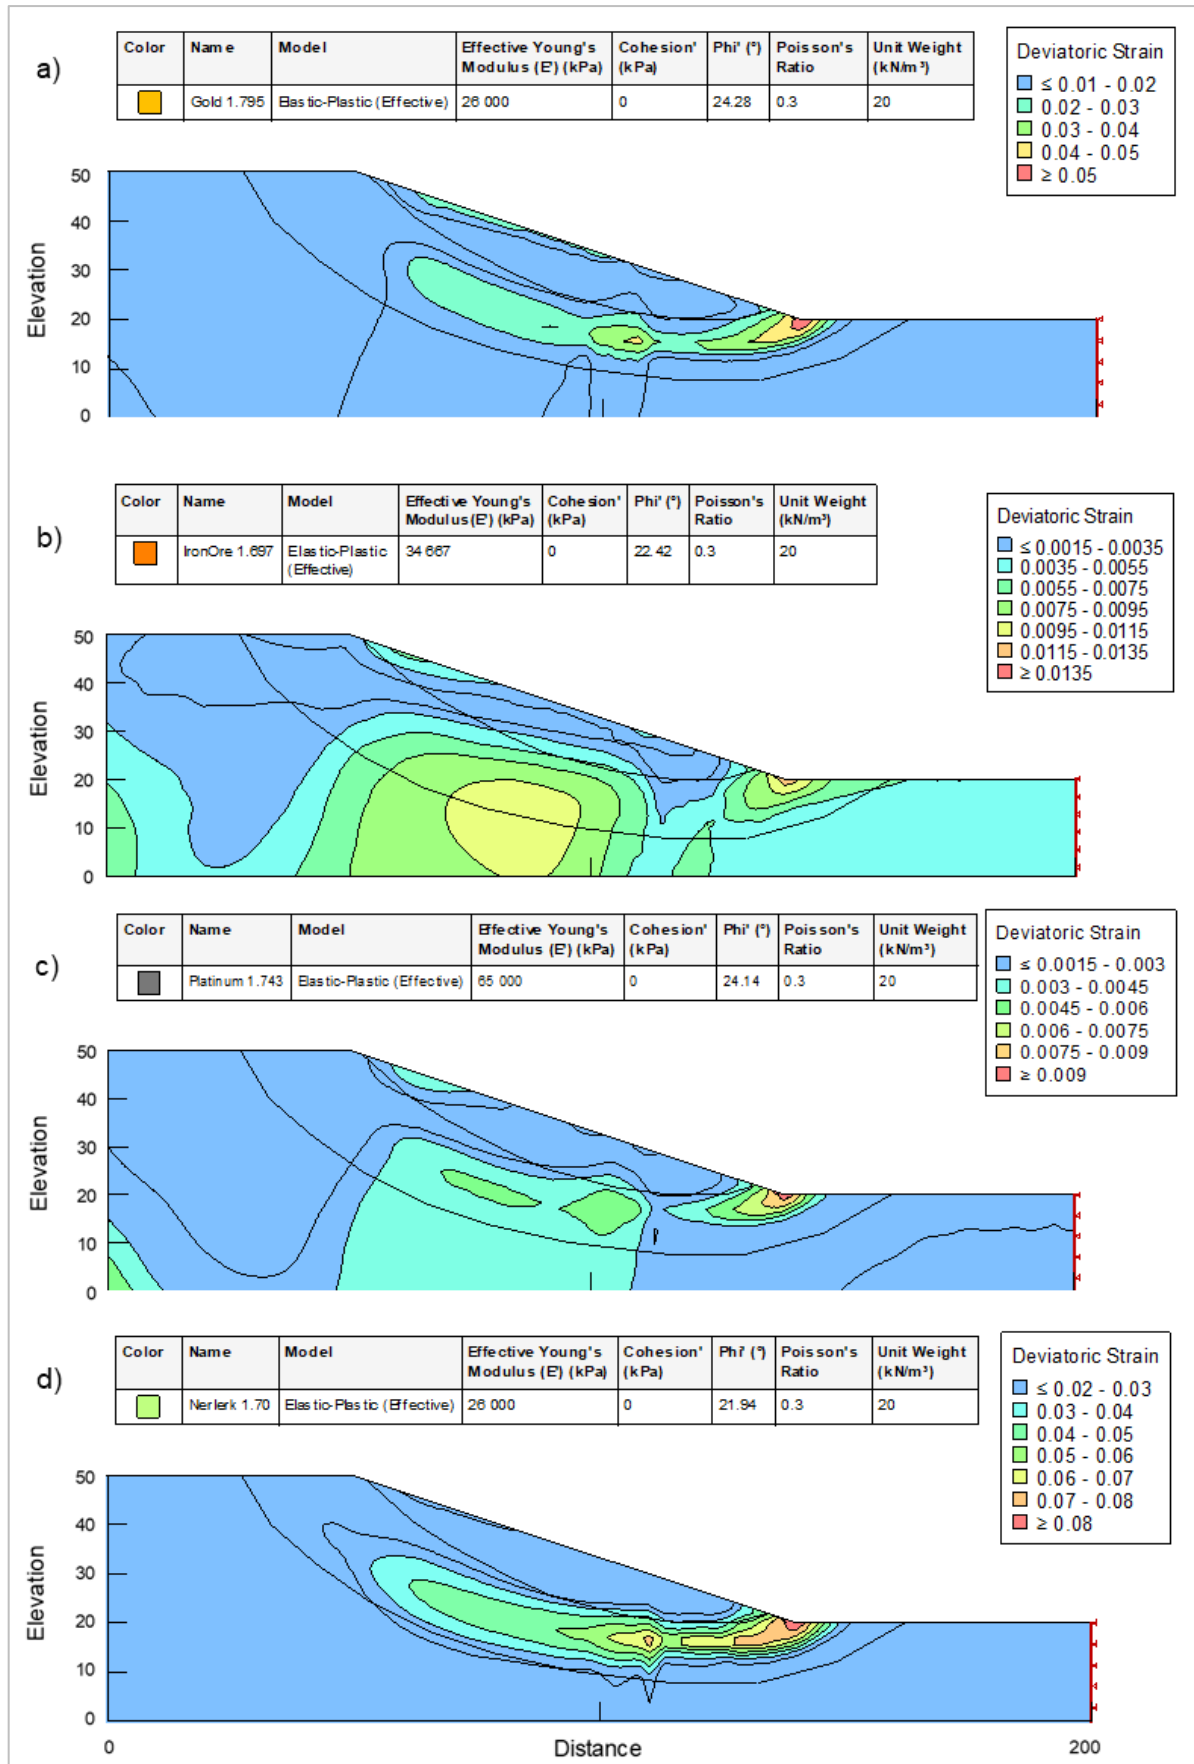 a)
Color Name Model Effective Young's Cohesion' Phi' (°) Poisson's Unit Weight
Modulus (E') (kPa) (kPa) Ratio (kN/m³)
Gold 1.795 Elastic-Plastic (Effective) 26 000 0 24.28 0.3 20
Deviatoric Strain
≤ 0.01 - 0.02
0.02 - 0.03
0.03 - 0.04
0.04 - 0.05
≥ 0.05
Elevation
50
40
30
20
10
0
b)
Color Name Model Effective Young's Cohesion' Phi' (°) Poisson's Unit Weight
Modulus (E') (kPa) (kPa) Ratio (kN/m³)
IronOre 1.697 Elastic-Plastic 34 667 0 22.42 0.3 20
(Effective)
Deviatoric Strain
≤ 0.0015 - 0.0035
0.0035 - 0.0055
0.0055 - 0.0075
0.0075 - 0.0095
0.0095 - 0.0115
0.0115 - 0.0135
≥ 0.0135
Elevation
50
40
30
20
10
0
c)
Color Name Model Effective Young's Cohesion' Phi' (°) Poisson's Unit Weight
Modulus (E') (kPa) (kPa) Ratio (kN/m³)
Platinum 1.743 Elastic-Plastic (Effective) 65 000 0 24.14 0.3 20
Deviatoric Strain
≤ 0.0015 - 0.003
0.003 - 0.0045
0.0045 - 0.006
0.006 - 0.0075
0.0075 - 0.009
≥ 0.009
Elevation
50
40
30
20
10
0
d)
Color Name Model Effective Young's Cohesion' Phi' (°) Poisson's Unit Weight
Modulus (E') (kPa) (kPa) Ratio (kN/m³)
Nerlerk 1.70 Elastic-Plastic (Effective) 26 000 0 21.94 0.3 20
Deviatoric Strain
≤ 0.02 - 0.03
0.03 - 0.04
0.04 - 0.05
0.05 - 0.06
0.06 - 0.07
0.07 - 0.08
≥ 0.08
Elevation
50
40
30
20
10
0
0 Distance 200